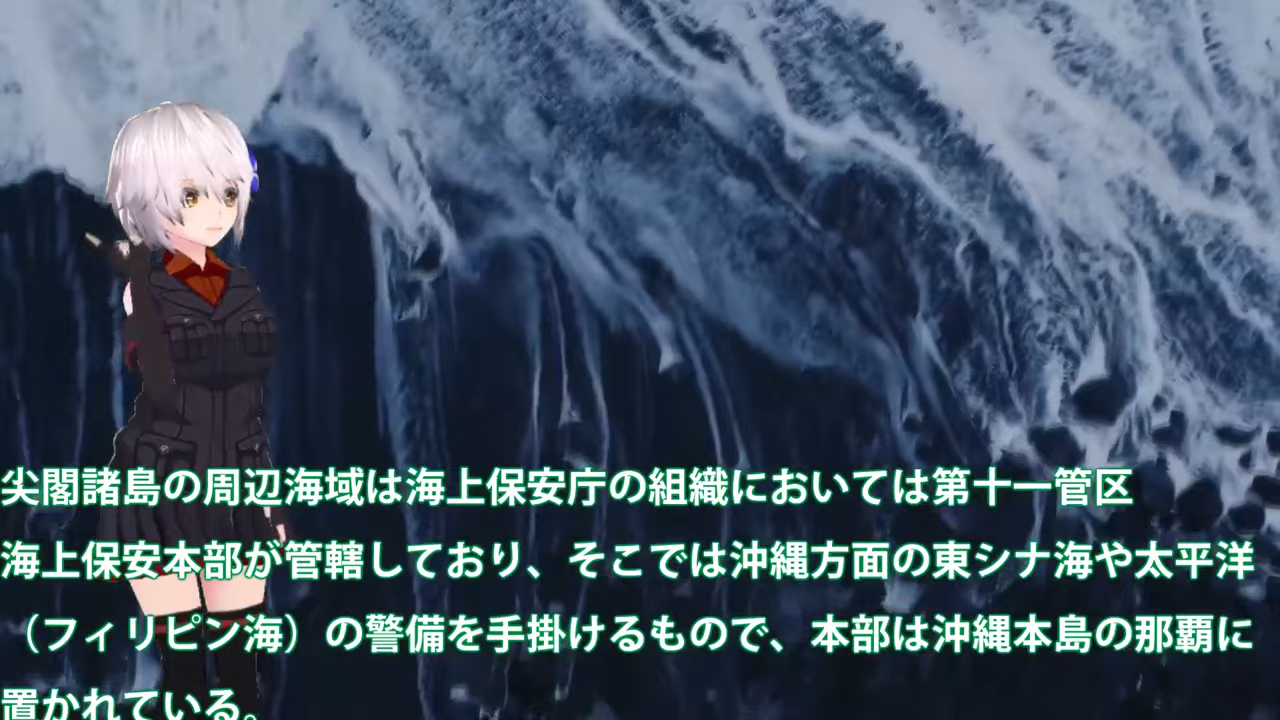 尖閣諸島の周辺海域は海上保安庁の組織においては第十一管区
海上保安本部が管轄しており、そこでは沖縄方面の東シナ海や太平洋
（フィリピン海）の警備を手掛けるもので、本部は沖縄本島の那覇に
置かれている。